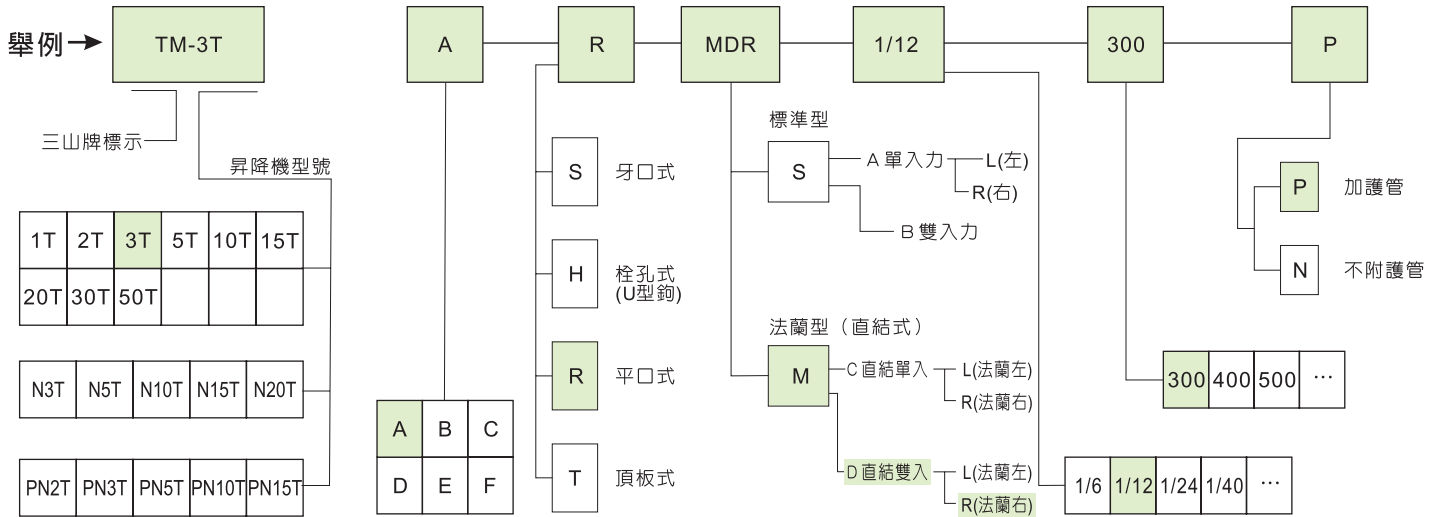 舉例
TM-3T
A
R
MDR
1/12
300
P
三山牌標示
昇降機型號
1T 2T 3T 5T 10T 15T
20T 30T 50T
N3T N5T N10T N15T N20T
PN2T PN3T PN5T PN10T PN15T
A B C
D E F
S 牙口式
H 栓孔式
(U型鉤)
R 平口式
T 頂板式
標準型
S
A 單入力
L(左)
R(右)
B 雙入力
法蘭型（直結式）
M
C 直結單入
L(法蘭左)
R(法蘭右)
D 直結雙入
L(法蘭左)
R(法蘭右)
1/6 1/12 1/24 1/40 ⋯
300 400 500 ⋯
P 加護管
N 不附護管